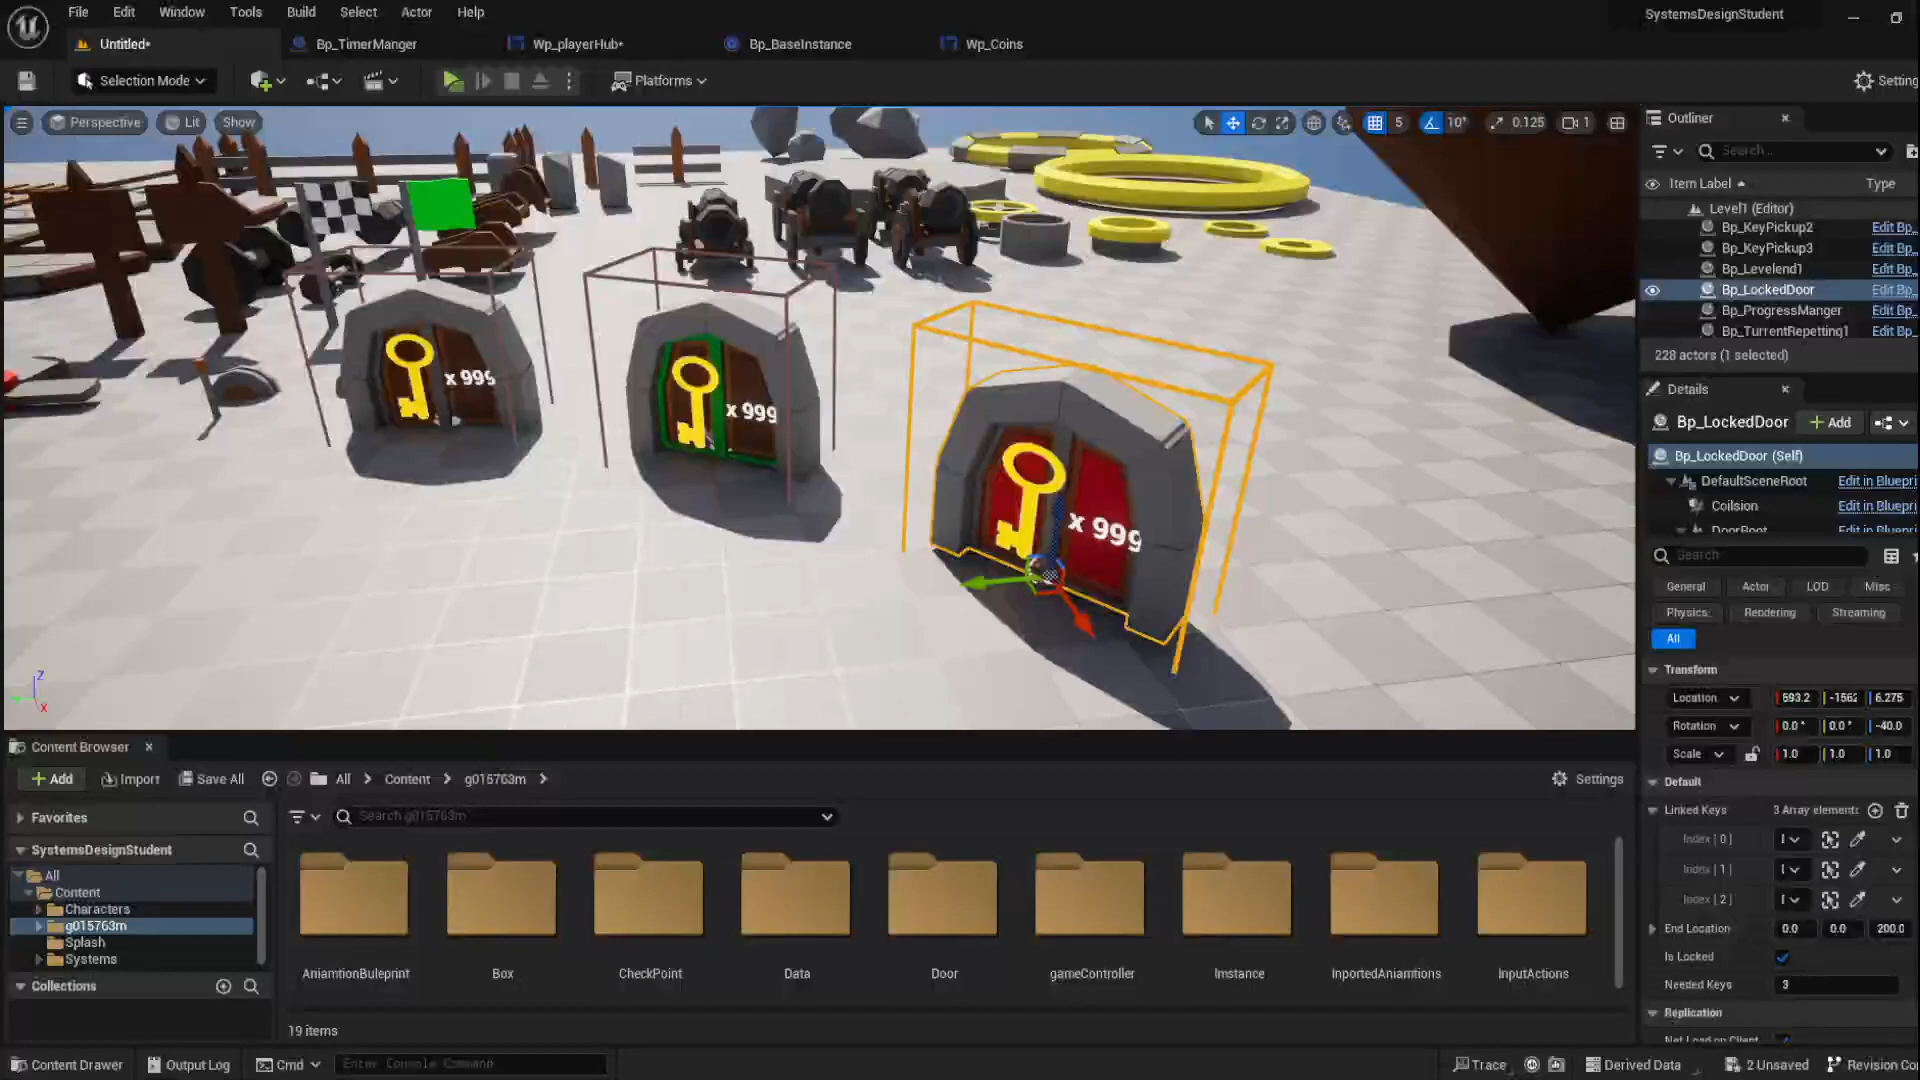 File Edit Window Tools Build Select Actor Help
SystemsDesignStudent
Untitled*
Bp_TimerManger
Wp_playerHub*
Bp_BaseInstance
Wp_Coins
Selection Mode
Platforms
Setting
Perspective
Lit
Show
5
10°
0.125
1
Outliner
Search...
Item Label
Type
Level1 (Editor)
Bp_KeyPickup2 Edit Bp_
Bp_KeyPickup3 Edit Bp_
Bp_Levelend1 Edit Bp_
Bp_LockedDoor Edit Bp_
Bp_ProgressManger Edit Bp_
Bp_TurrentRepetting1 Edit Bp_
228 actors (1 selected)
x 999
x 999
x 999
Details
Bp_LockedDoor
Add
Bp_LockedDoor (Self)
DefaultSceneRoot Edit in Bluepri
Coilsion Edit in Bluepri
DoorRoot Edit in Bluepri
Search
General Actor LOD Misc
Physics Rendering Streaming
All
Transform
Location 593.2 -1562 6.275
Rotation 0.0 ° 0.0 ° -40.0
Scale 1.0 1.0 1.0
Default
Linked Keys 3 Array element:
Index [ 0 ]
Index [ 1 ]
Index [ 2 ]
End Location 0.0 0.0 200.0
Is Locked
Needed Keys 3
Replication
Net Load on Client
Z
X
Content Browser
Add
Import
Save All
All
Content
g015763m
Settings
Favorites
Search g015763m
SystemsDesignStudent
All
Content
Characters
g015763m
Splash
Systems
Collections
AniamtionBuleprint
Box
CheckPoint
Data
Door
gameController
Imstance
InportedAniamtions
InputActions
19 items
Content Drawer
Output Log
Cmd
Enter Console Command
Trace
Derived Data
2 Unsaved
Revision Co